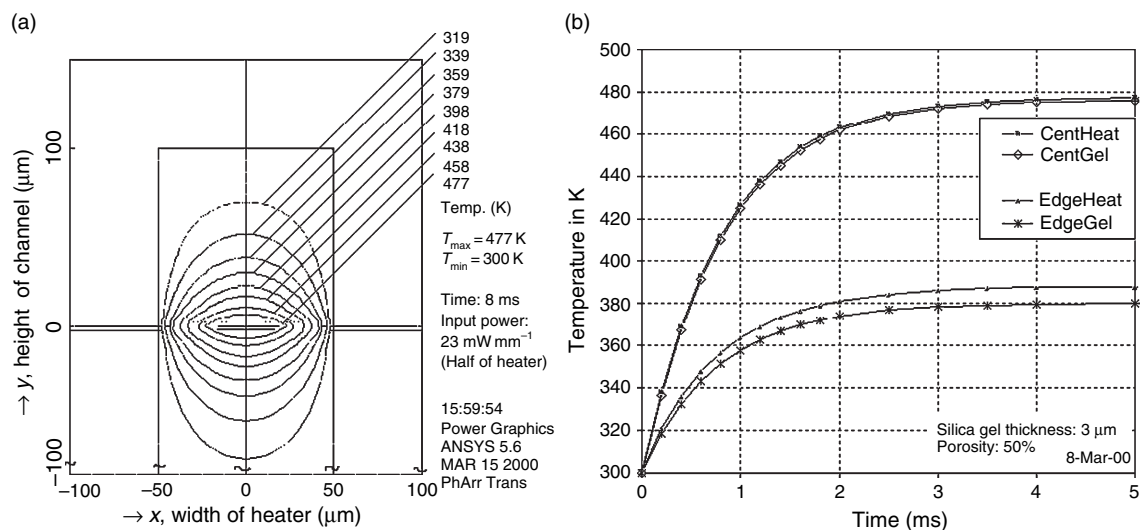 (a)
319
339
359
379
398
418
438
458
477
Temp. (K)
Tmax = 477 K
Tmin = 300 K
Time: 8 ms
Input power:
23 mW mm−1
(Half of heater)
15:59:54
Power Graphics
ANSYS 5.6
MAR 15 2000
PhArr Trans
→ y, height of channel (μm)
100
0
−100
−100
−50
0
50
100
→ x, width of heater (μm)
(b)
Temperature in K
500
480
460
440
420
400
380
360
340
320
300
CentHeat
CentGel
EdgeHeat
EdgeGel
Silica gel thickness: 3 μm
Porosity: 50%
8-Mar-00
0
1
2
3
4
5
Time (ms)